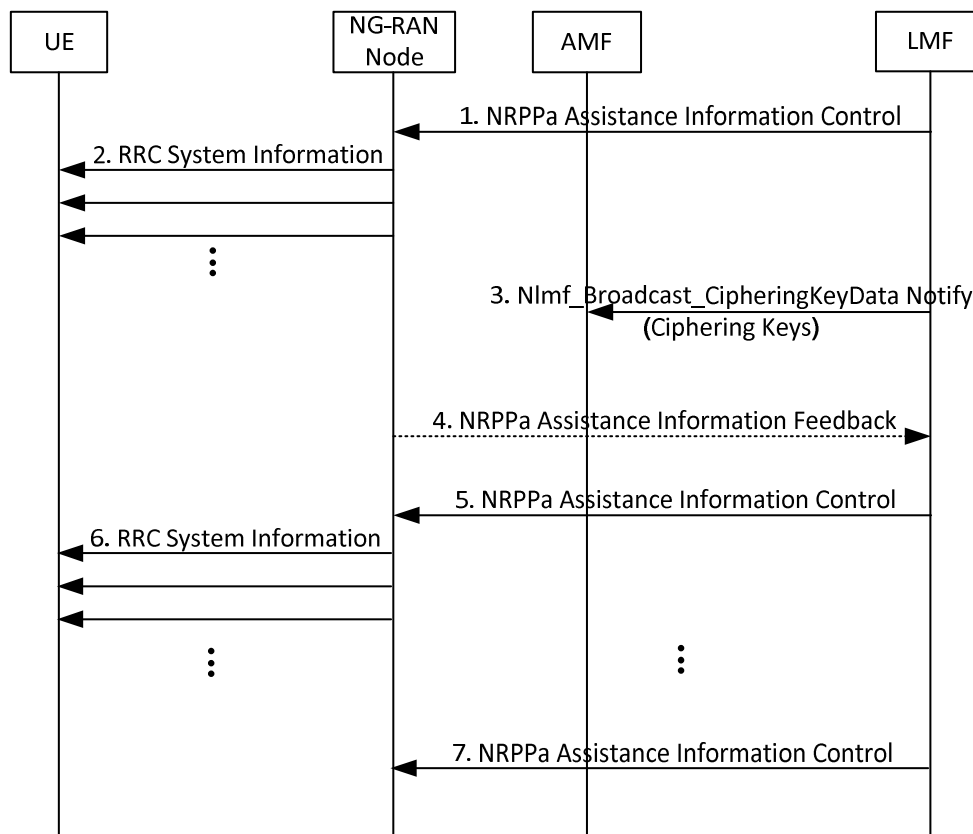 UE
NG-RAN
Node
AMF
LMF
1. NRPPa Assistance Information Control
2. RRC System Information
3. Nlmf_Broadcast_CipheringKeyData Notify
(Ciphering Keys)
4. NRPPa Assistance Information Feedback
5. NRPPa Assistance Information Control
6. RRC System Information
7. NRPPa Assistance Information Control